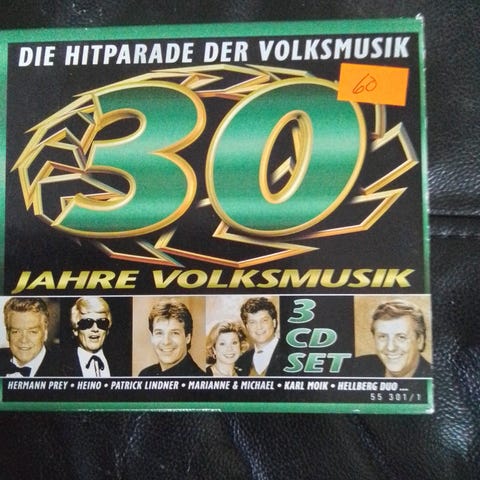 DIE HITPARADE DER VOLKSMUSIK
60
30
JAHRE VOLKSMUSIK
3
CD
SET
HERMANN PREY • HEINO • PATRICK LINDNER • MARIANNE & MICHAEL • KARL MOIK • HELLBERG DUO ...
55 301/1